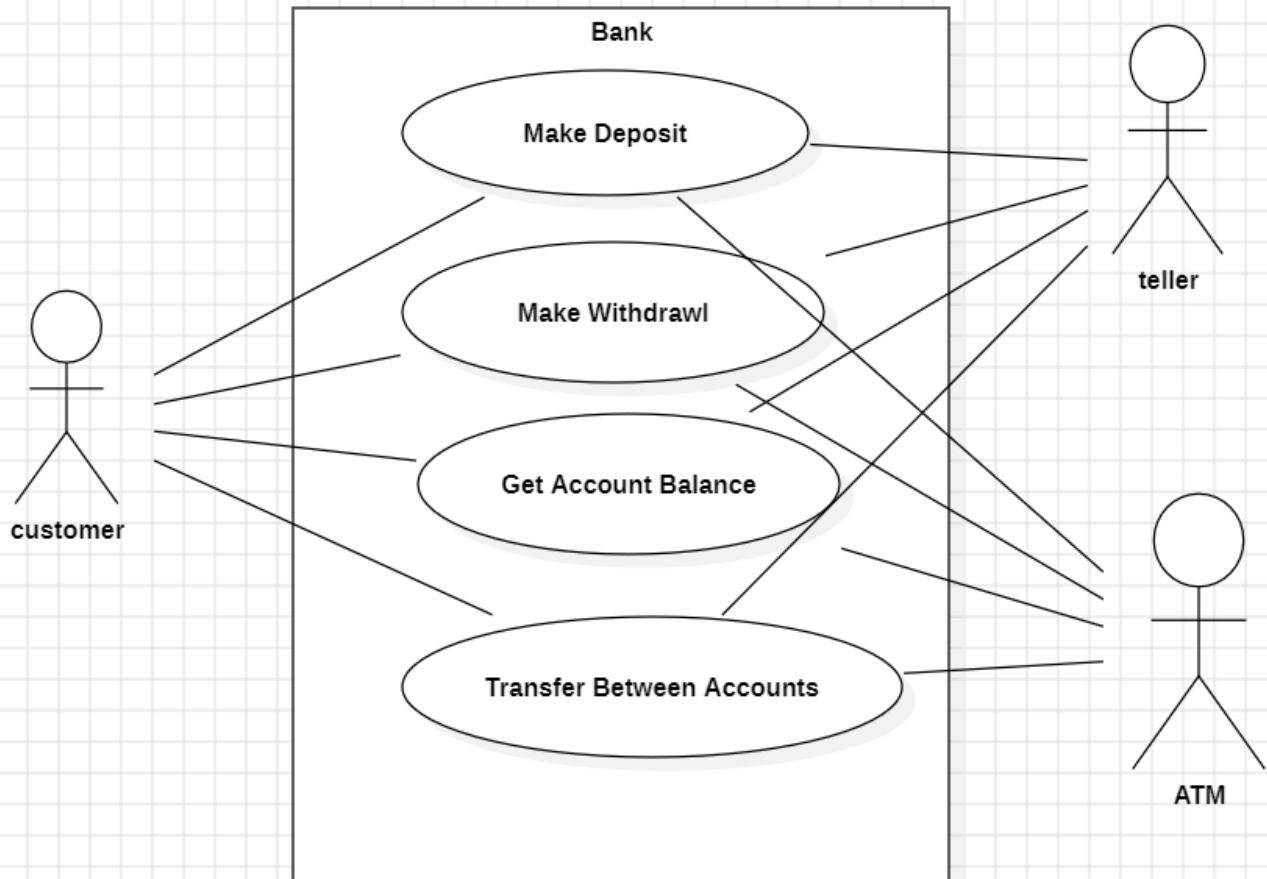 Bank
Make Deposit
Make Withdrawl
Get Account Balance
Transfer Between Accounts
customer
teller
ATM